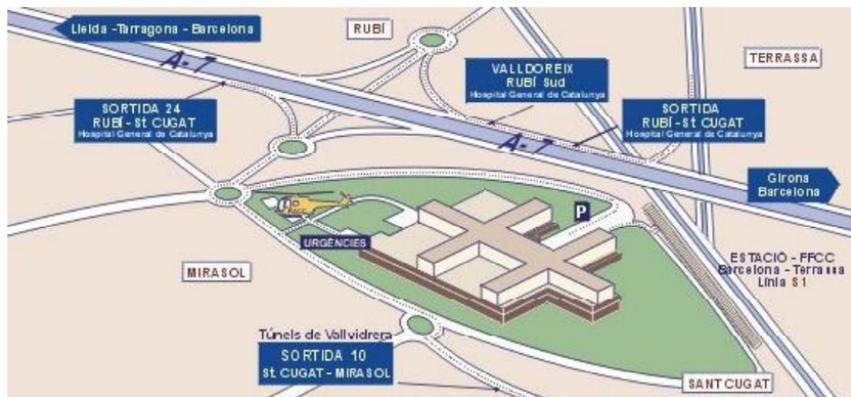 Lleida -Tarragona - Barcelona
RUBÍ
A-7
VALLDOREIX
RUBÍ Sud
Hospital General de Catalunya
TERRASSA
SORTIDA 24
RUBÍ - St CUGAT
Hospital General de Catalunya
SORTIDA
RUBÍ - St CUGAT
Hospital General de Catalunya
A-7
Girona
Barcelona
P
URGÈNCIES
MIRASOL
ESTACIÓ - FFCC
Barcelona - Terrassa
Línia S1
Túnels de Vallvidrera
SORTIDA 10
St. CUGAT - MIRASOL
SANT CUGAT